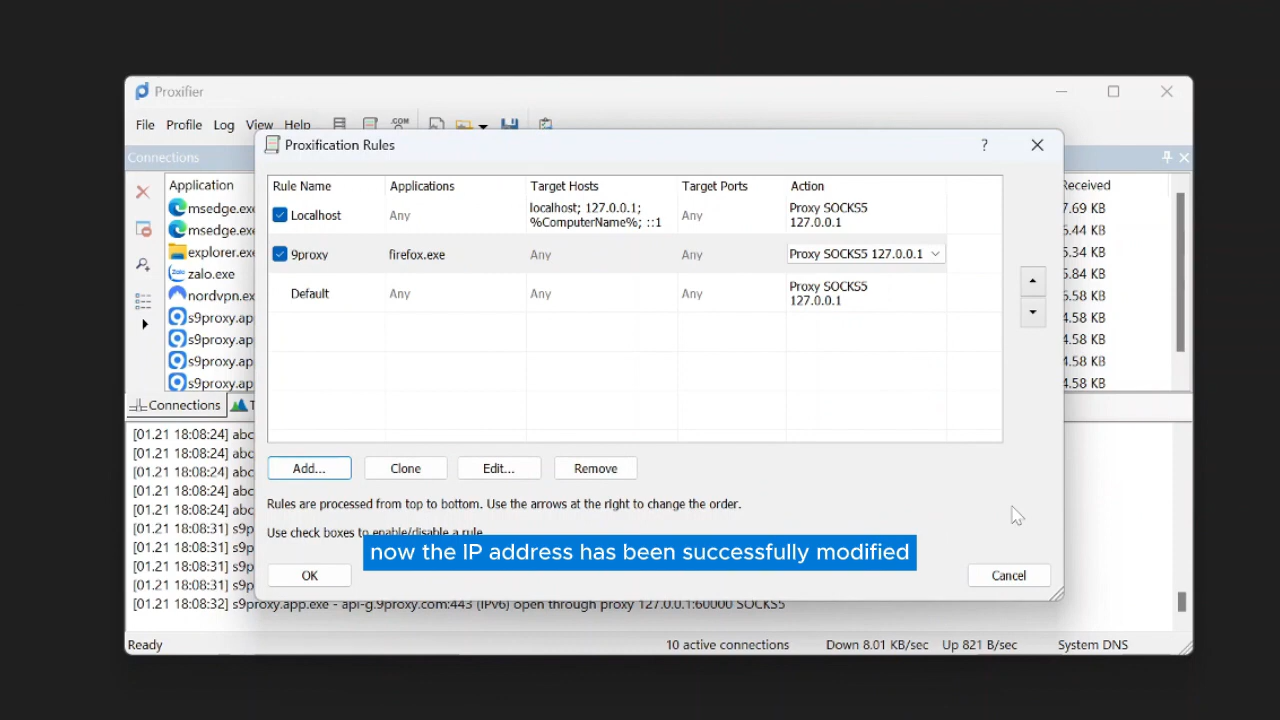 Proxifier
File Profile Log View Help
.COM
Connections
Proxification Rules
?
Application
Received
Rule Name Applications Target Hosts Target Ports Action
Localhost Any localhost; 127.0.0.1; %ComputerName%; ::1 Any Proxy SOCKS5 127.0.0.1
9proxy firefox.exe Any Any Proxy SOCKS5 127.0.0.1
Default Any Any Any Proxy SOCKS5 127.0.0.1
msedge.exe 7.69 KB
msedge.exe 6.44 KB
explorer.exe 5.34 KB
Zalo zalo.exe 5.84 KB
nordvpn.ex 5.58 KB
s9proxy.ap 4.58 KB
s9proxy.ap 4.58 KB
s9proxy.ap 4.58 KB
s9proxy.ap 4.58 KB
Connections T
Add... Clone Edit... Remove
Rules are processed from top to bottom. Use the arrows at the right to change the order.
Use check boxes to enable/disable a rule
now the IP address has been successfully modified
OK Cancel
[01.21 18:08:24] abc
[01.21 18:08:24] abc
[01.21 18:08:24] abc
[01.21 18:08:24] abc
[01.21 18:08:24] abc
[01.21 18:08:31] s9p
[01.21 18:08:31] s9p
[01.21 18:08:31] s9p
[01.21 18:08:31] s9p
[01.21 18:08:32] s9proxy.app.exe - api-g.9proxy.com:443 (IPv6) open through proxy 127.0.0.1:60000 SOCKS5
Ready 10 active connections Down 8.01 KB/sec Up 821 B/sec System DNS